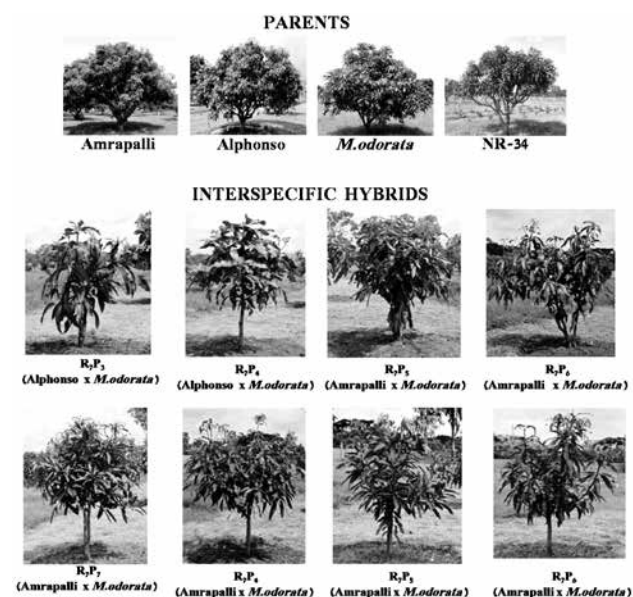 PARENTS
Amrapalli Alphonso M.odorata NR-34
INTERSPECIFIC HYBRIDS
R₇P₃ R₇P₄ R₇P₅ R₇P₆
(Alphonso x M.odorata) (Alphonso x M.odorata) (Amrapalli x M.odorata) (Amrapalli x M.odorata)
R₇P₇ R₇P₄ R₇P₅ R₇P₆
(Amrapalli x M.odorata) (Amrapalli x M.odorata) (Amrapalli x M.odorata) (Amrapalli x M.odorata)